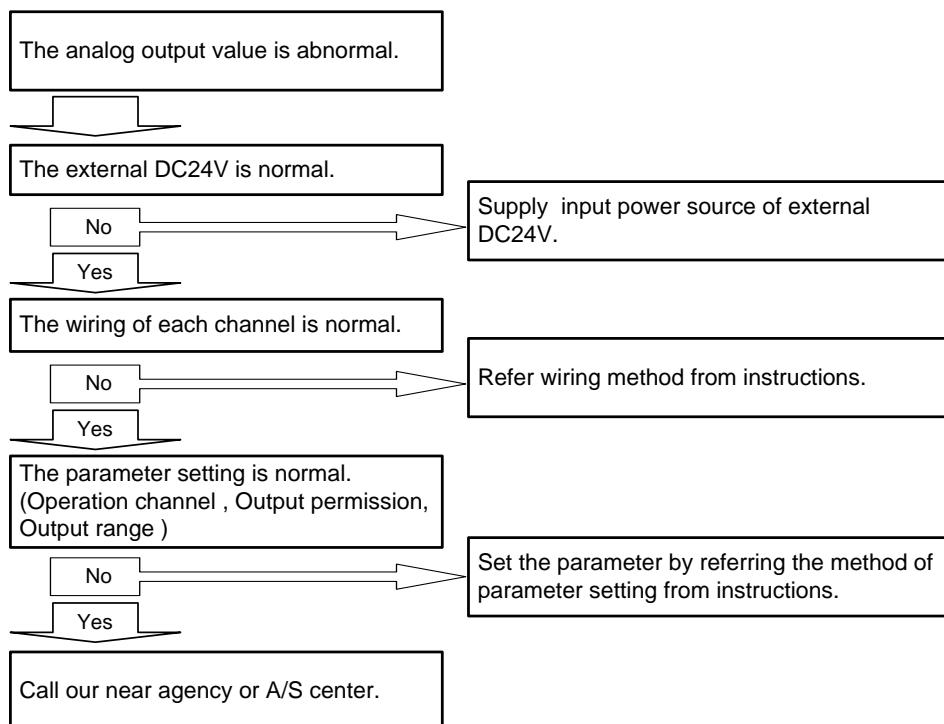 The analog output value is abnormal.
The external DC24V is normal.
No
Supply input power source of external
DC24V.
Yes
The wiring of each channel is normal.
No
Refer wiring method from instructions.
Yes
The parameter setting is normal.
(Operation channel , Output permission,
Output range )
No
Set the parameter by referring the method of
parameter setting from instructions.
Yes
Call our near agency or A/S center.